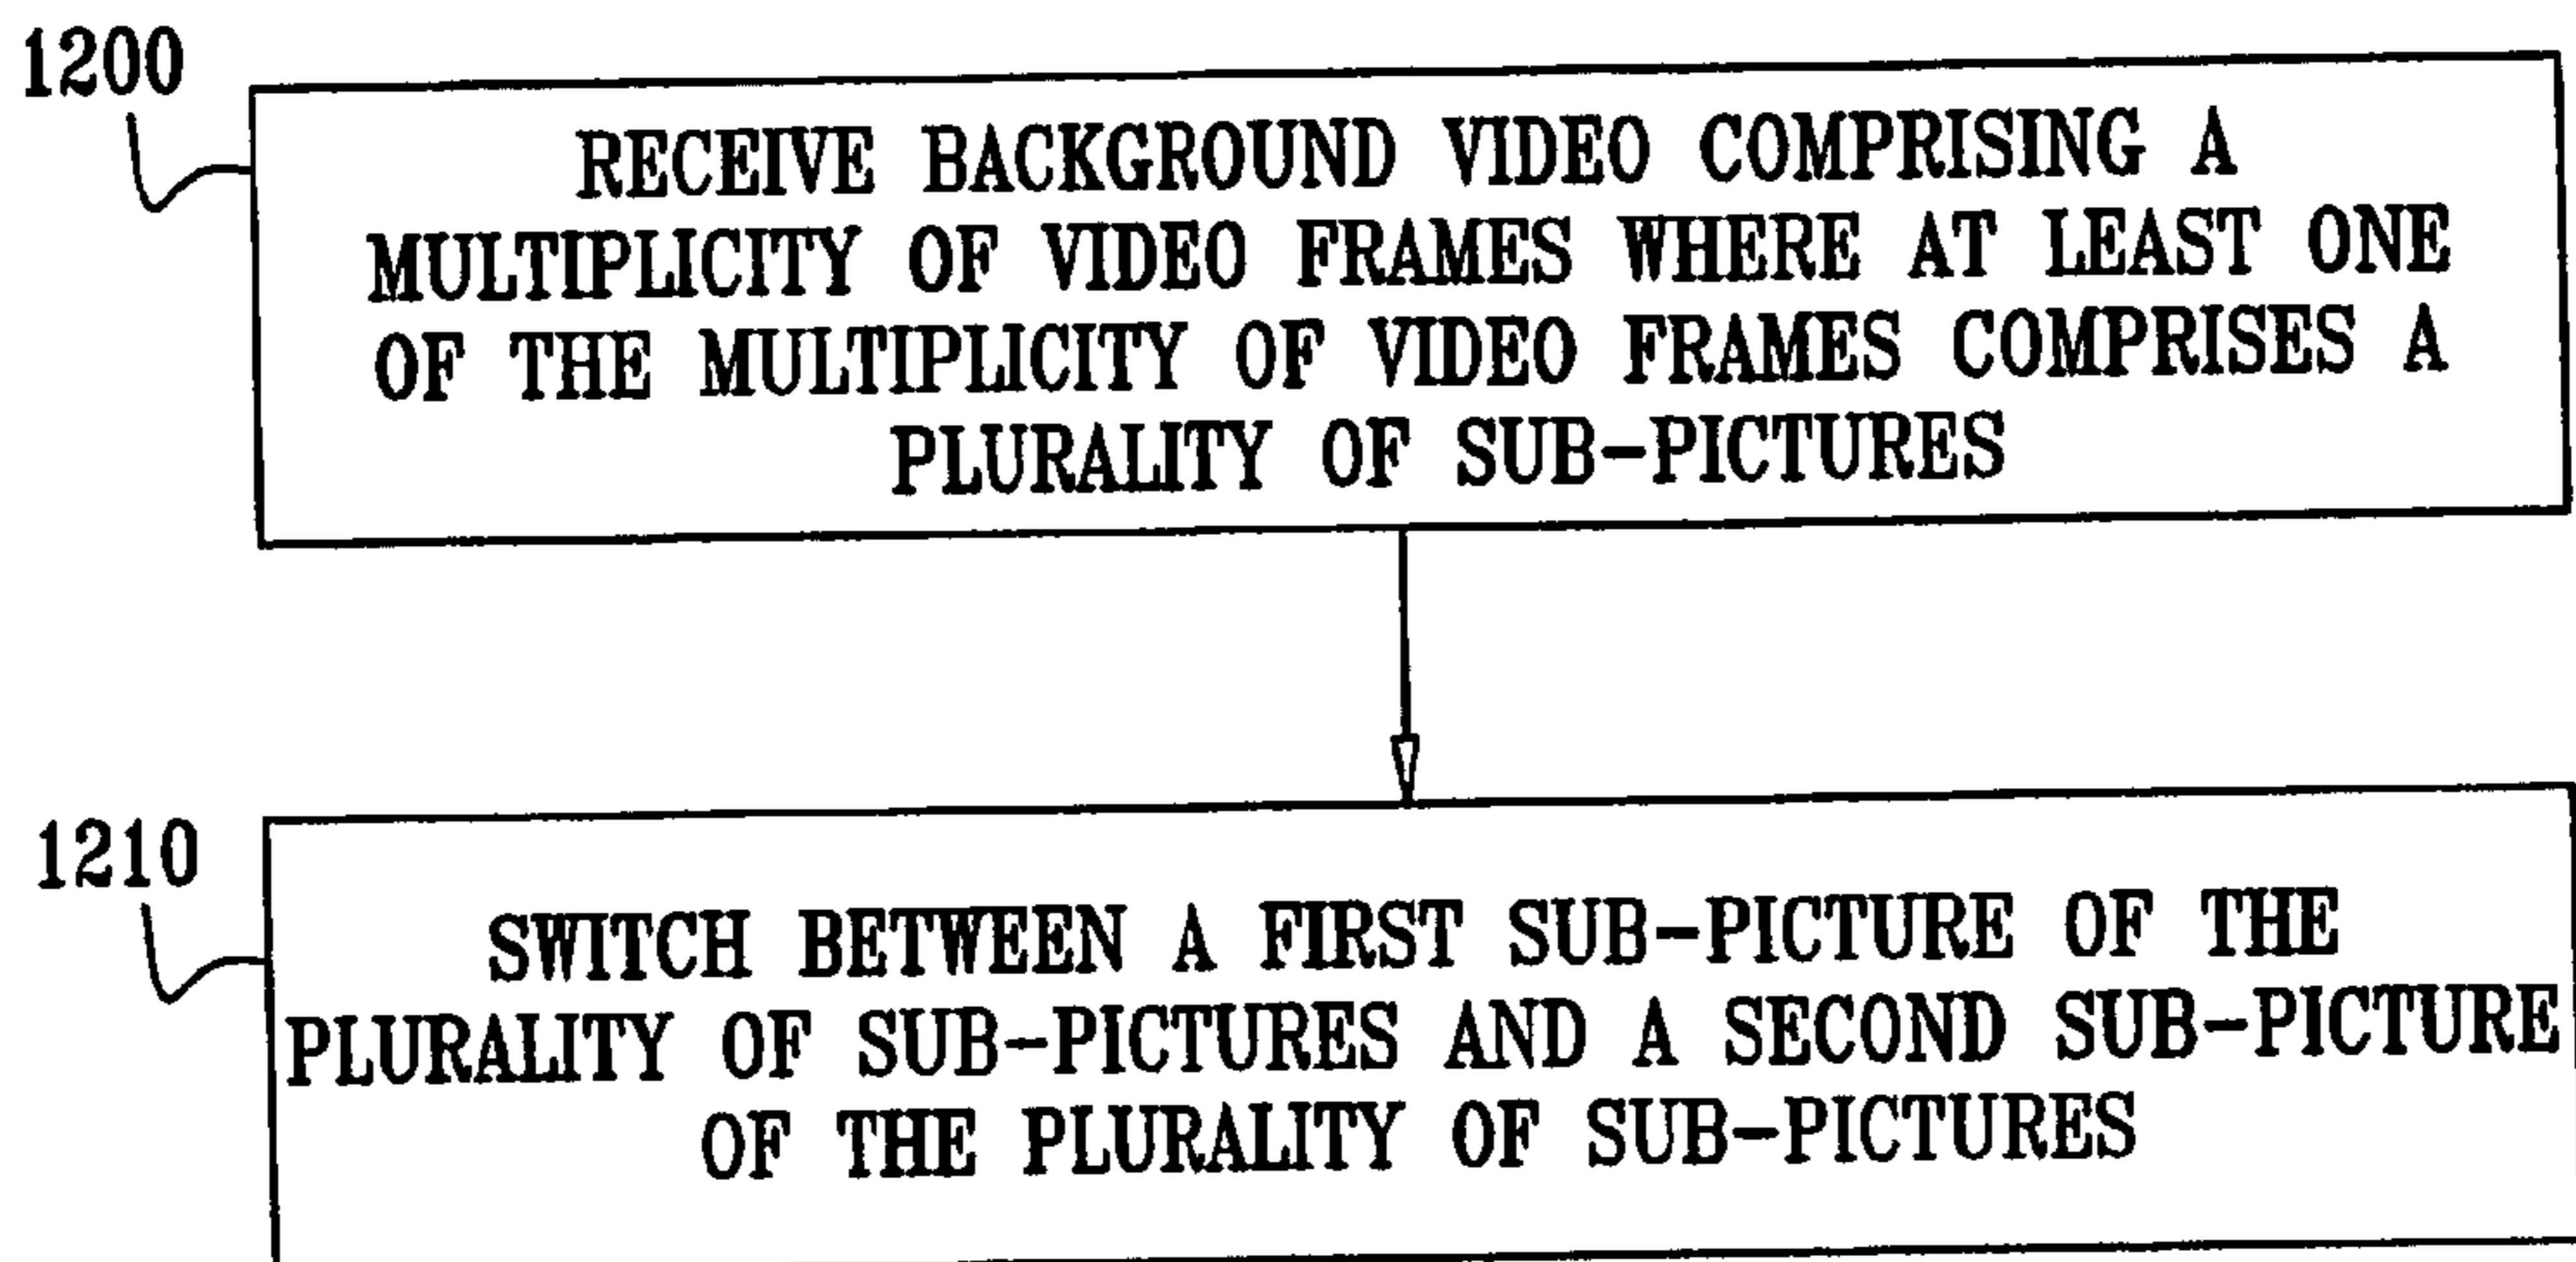 1200
RECEIVE BACKGROUND VIDEO COMPRISING A
MULTIPLICITY OF VIDEO FRAMES WHERE AT LEAST ONE
OF THE MULTIPLICITY OF VIDEO FRAMES COMPRISES A
PLURALITY OF SUB-PICTURES
1210
SWITCH BETWEEN A FIRST SUB-PICTURE OF THE
PLURALITY OF SUB-PICTURES AND A SECOND SUB-PICTURE
OF THE PLURALITY OF SUB-PICTURES